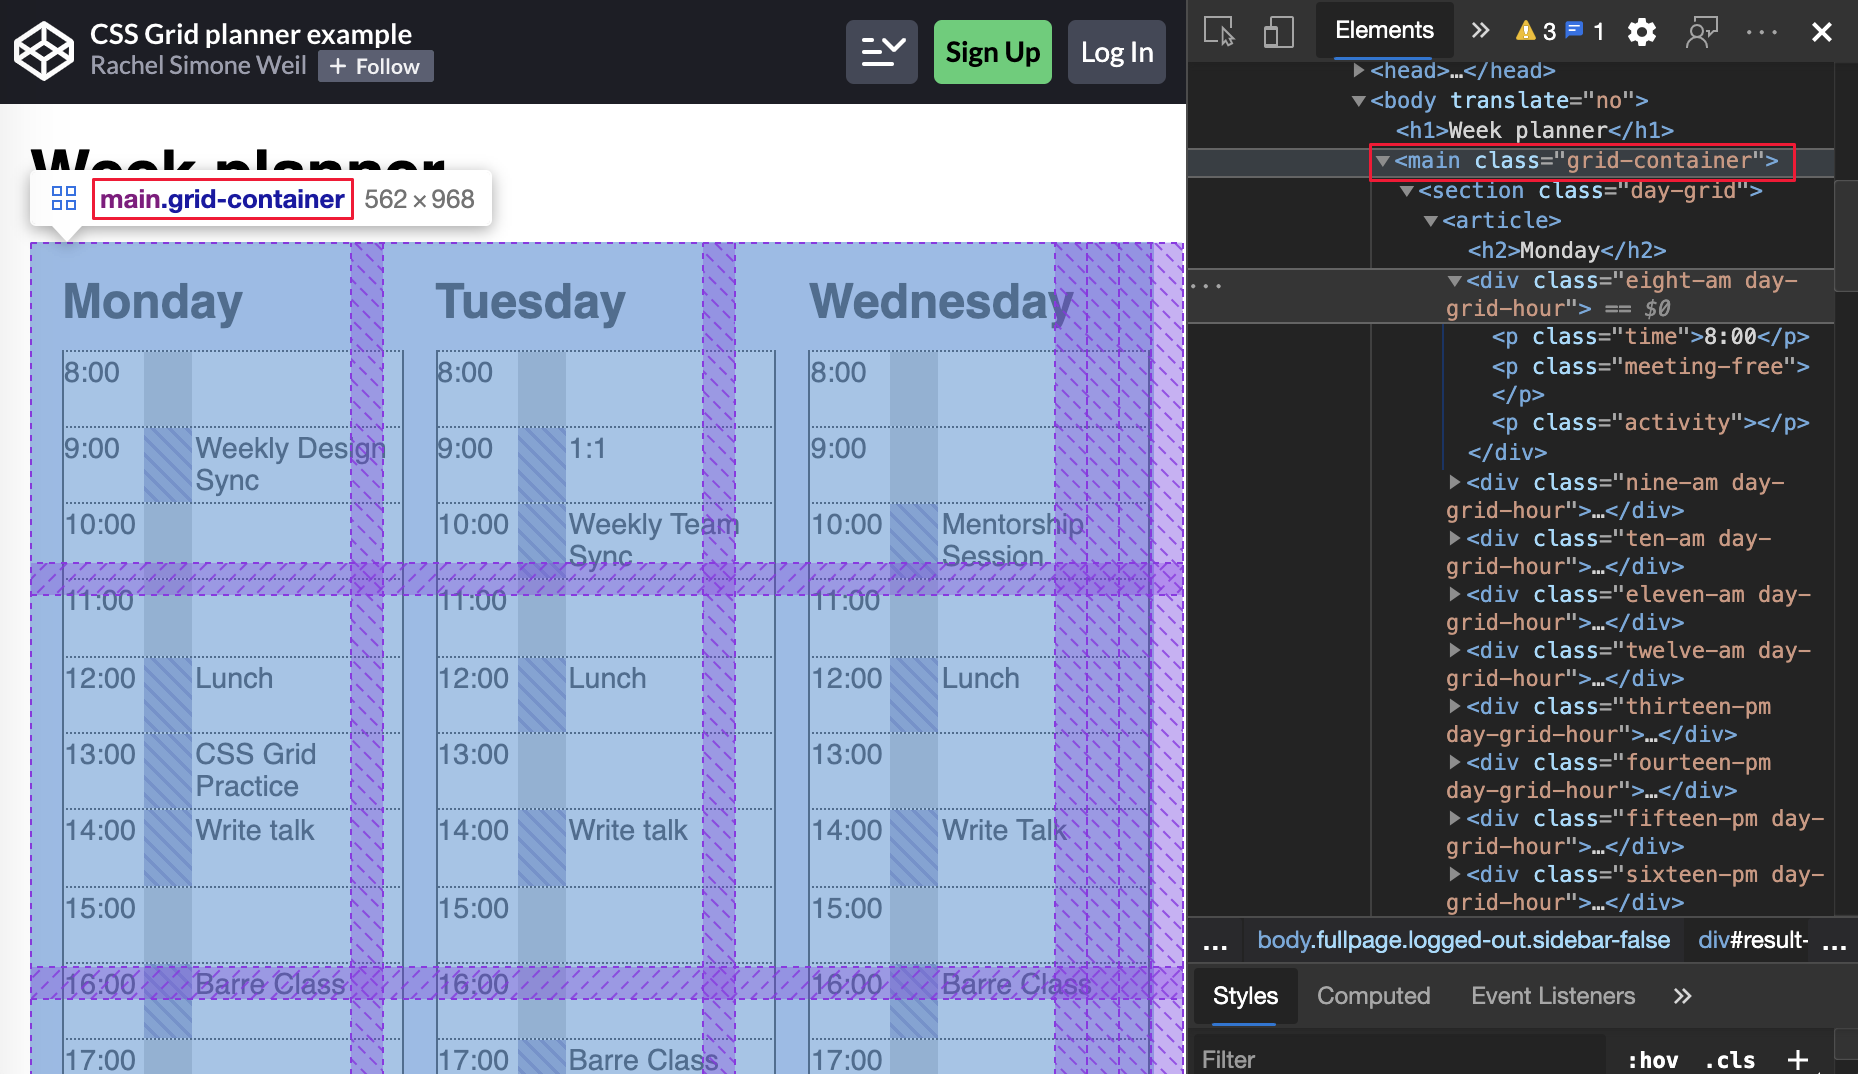 CSS Grid planner example
Rachel Simone Weil + Follow
Sign Up
Log In
Week planner
main.grid-container 562 × 968
Monday Tuesday Wednesday
8:00 8:00 8:00
9:00 Weekly Design Sync 9:00 1:1 9:00
10:00 10:00 Weekly Team Sync 10:00 Mentorship Session
11:00 11:00 11:00
12:00 Lunch 12:00 Lunch 12:00 Lunch
13:00 CSS Grid Practice 13:00 13:00
14:00 Write talk 14:00 Write talk 14:00 Write Talk
15:00 15:00 15:00
16:00 Barre Class 16:00 16:00 Barre Class
17:00 17:00 Barre Class 17:00
Elements » 3 1
<head>…</head>
<body translate="no">
<h1>Week planner</h1>
<main class="grid-container">
<section class="day-grid">
<article>
<h2>Monday</h2>
<div class="eight-am day-
grid-hour"> == $0
<p class="time">8:00</p>
<p class="meeting-free">
</p>
<p class="activity"></p>
</div>
<div class="nine-am day-
grid-hour">…</div>
<div class="ten-am day-
grid-hour">…</div>
<div class="eleven-am day-
grid-hour">…</div>
<div class="twelve-am day-
grid-hour">…</div>
<div class="thirteen-pm
day-grid-hour">…</div>
<div class="fourteen-pm
day-grid-hour">…</div>
<div class="fifteen-pm day-
grid-hour">…</div>
<div class="sixteen-pm day-
grid-hour">…</div>
... body.fullpage.logged-out.sidebar-false div#result- ...
Styles Computed Event Listeners »
Filter :hov .cls +